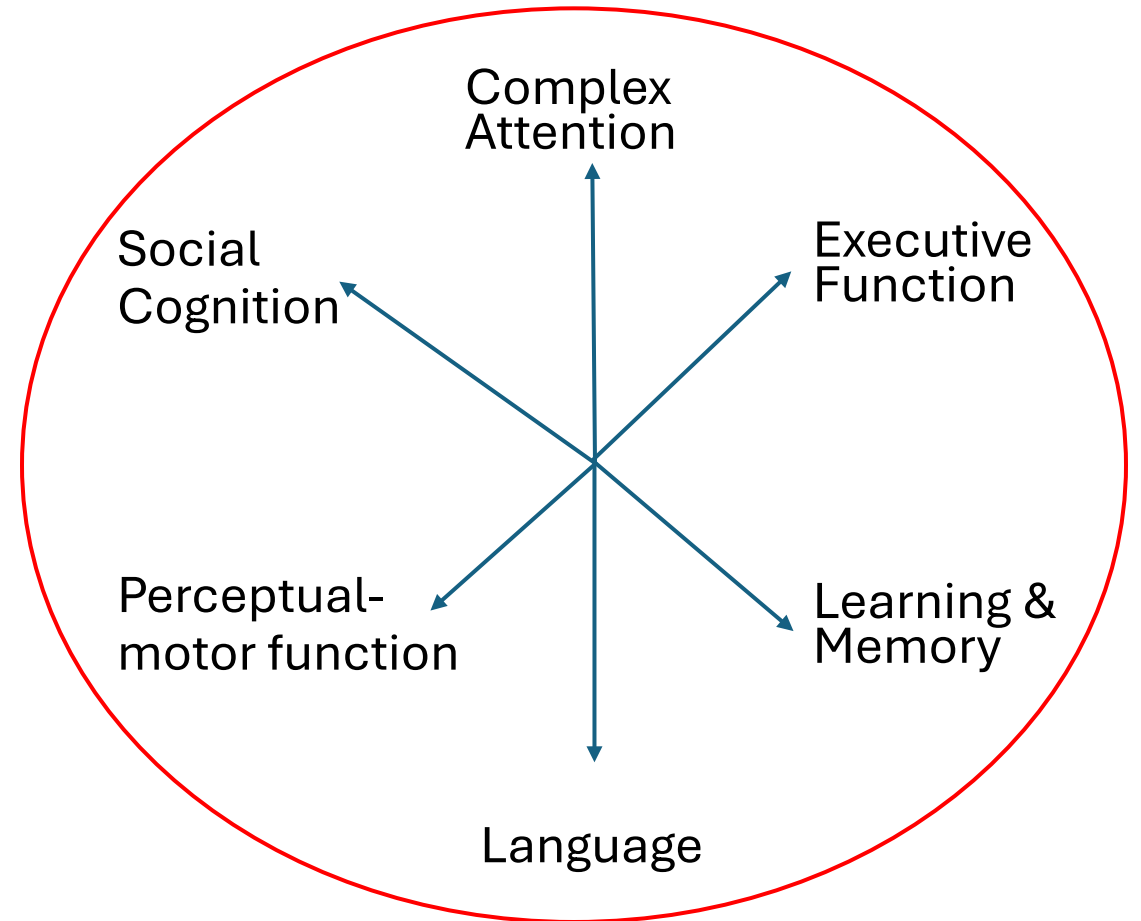 Complex
Attention
Executive
Function
Social
Cognition
Learning &
Memory
Perceptual-
motor function
Language